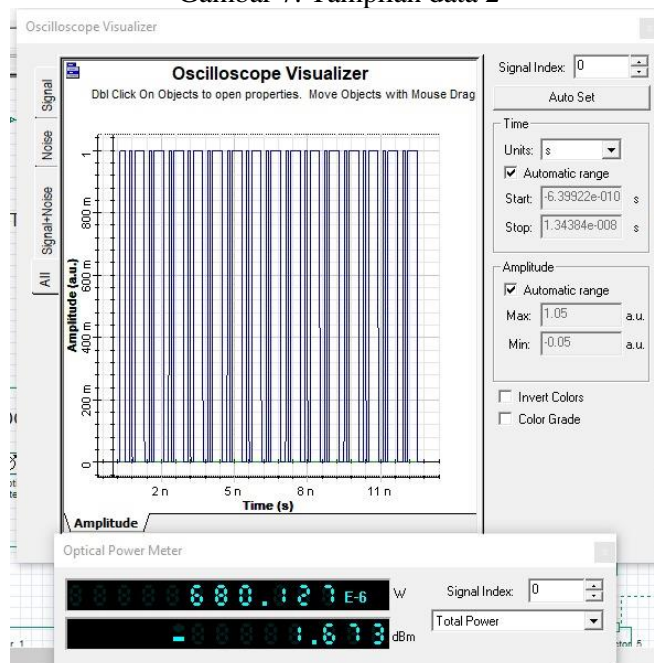 Gambar 7. Tampilan data 2
Oscilloscope Visualizer
Signal
Noise
Signal+Noise
All
Oscilloscope Visualizer
Dbl Click On Objects to open properties. Move Objects with Mouse Drag
Amplitude (a.u.)
1
800 m
600 m
400 m
200 m
0
2 n 5 n 8 n 11 n
Time (s)
Amplitude
Signal Index: 0
Auto Set
Time
Units: s
Automatic range
Start: -6.39922e-010 s
Stop: 1.34384e-008 s
Amplitude
Automatic range
Max: 1.05 a.u.
Min: -0.05 a.u.
Invert Colors
Color Grade
Optical Power Meter
680.127 E-6 W
-1.673 dBm
Signal Index: 0
Total Power